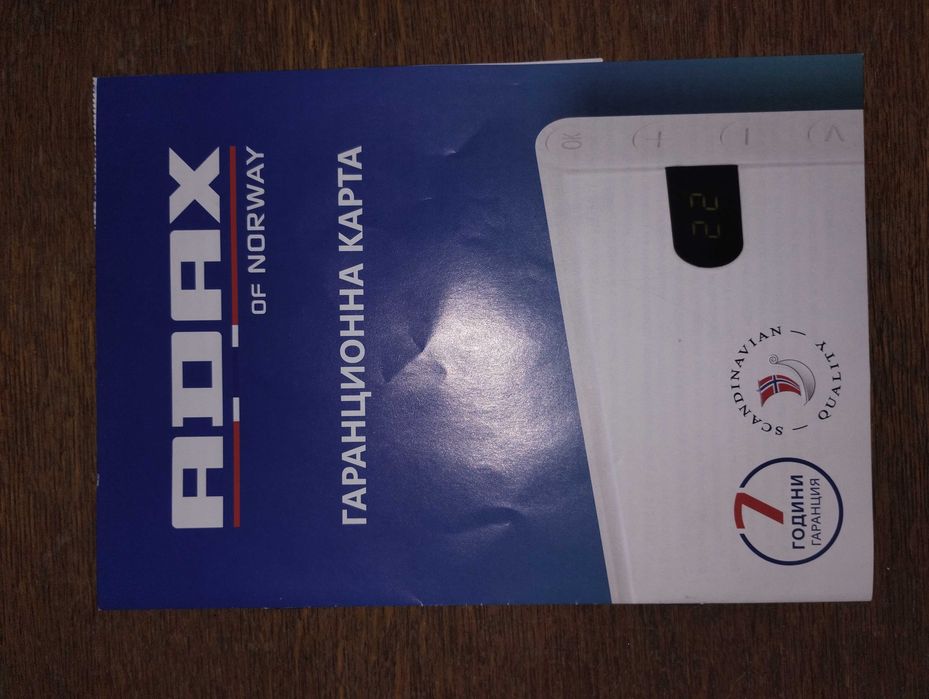 ADAX
OF NORWAY
ГАРАНЦИОННА КАРТА
OK
22
SCANDINAVIAN
QUALITY
7
ГОДИНИ
ГАРАНЦИЯ